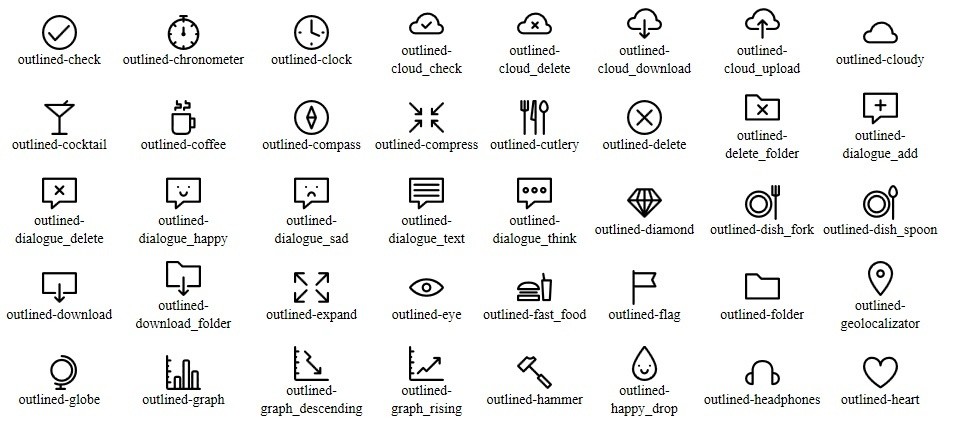 outlined-check
outlined-chronometer
outlined-clock
outlined-
cloud_check
outlined-
cloud_delete
outlined-
cloud_download
outlined-
cloud_upload
outlined-cloudy
outlined-cocktail
outlined-coffee
outlined-compass
outlined-compress
outlined-cutlery
outlined-delete
outlined-
delete_folder
outlined-
dialogue_add
outlined-
dialogue_delete
outlined-
dialogue_happy
outlined-
dialogue_sad
outlined-
dialogue_text
outlined-
dialogue_think
outlined-diamond
outlined-dish_fork
outlined-dish_spoon
outlined-download
outlined-
download_folder
outlined-expand
outlined-eye
outlined-fast_food
outlined-flag
outlined-folder
outlined-
geolocalizator
outlined-globe
outlined-graph
outlined-
graph_descending
outlined-
graph_rising
outlined-hammer
outlined-
happy_drop
outlined-headphones
outlined-heart